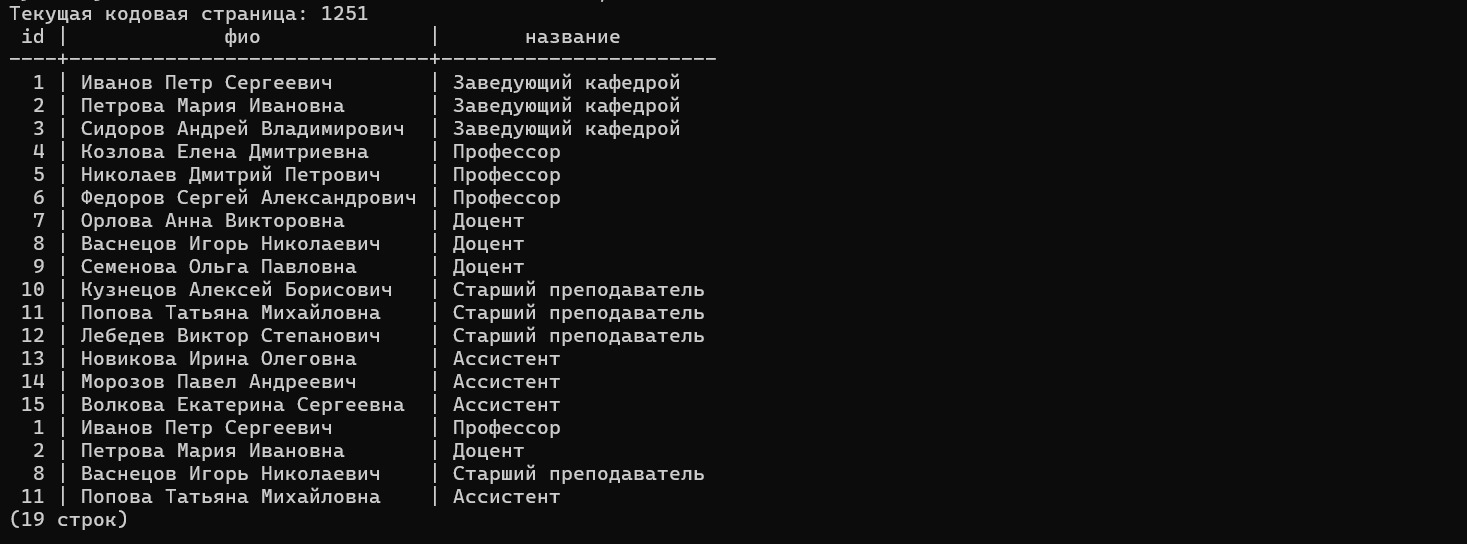 Текущая кодовая страница: 1251
 id |             фио              |       название
----+------------------------------+-----------------------
  1 | Иванов Петр Сергеевич        | Заведующий кафедрой
  2 | Петрова Мария Ивановна       | Заведующий кафедрой
  3 | Сидоров Андрей Владимирович  | Заведующий кафедрой
  4 | Козлова Елена Дмитриевна     | Профессор
  5 | Николаев Дмитрий Петрович    | Профессор
  6 | Федоров Сергей Александрович | Профессор
  7 | Орлова Анна Викторовна       | Доцент
  8 | Васнецов Игорь Николаевич    | Доцент
  9 | Семенова Ольга Павловна      | Доцент
 10 | Кузнецов Алексей Борисович   | Старший преподаватель
 11 | Попова Татьяна Михайловна    | Старший преподаватель
 12 | Лебедев Виктор Степанович    | Старший преподаватель
 13 | Новикова Ирина Олеговна      | Ассистент
 14 | Морозов Павел Андреевич      | Ассистент
 15 | Волкова Екатерина Сергеевна  | Ассистент
  1 | Иванов Петр Сергеевич        | Профессор
  2 | Петрова Мария Ивановна       | Доцент
  8 | Васнецов Игорь Николаевич    | Старший преподаватель
 11 | Попова Татьяна Михайловна    | Ассистент
(19 строк)